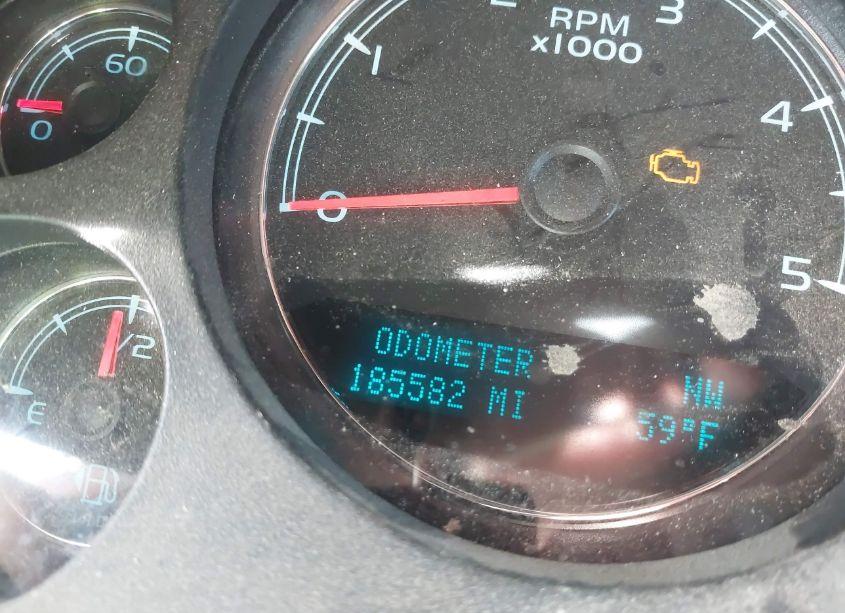 60
0
RPM
x1000
1
3
4
0
5
1/2
E
ODOMETER
185582 MI
NW
59°F